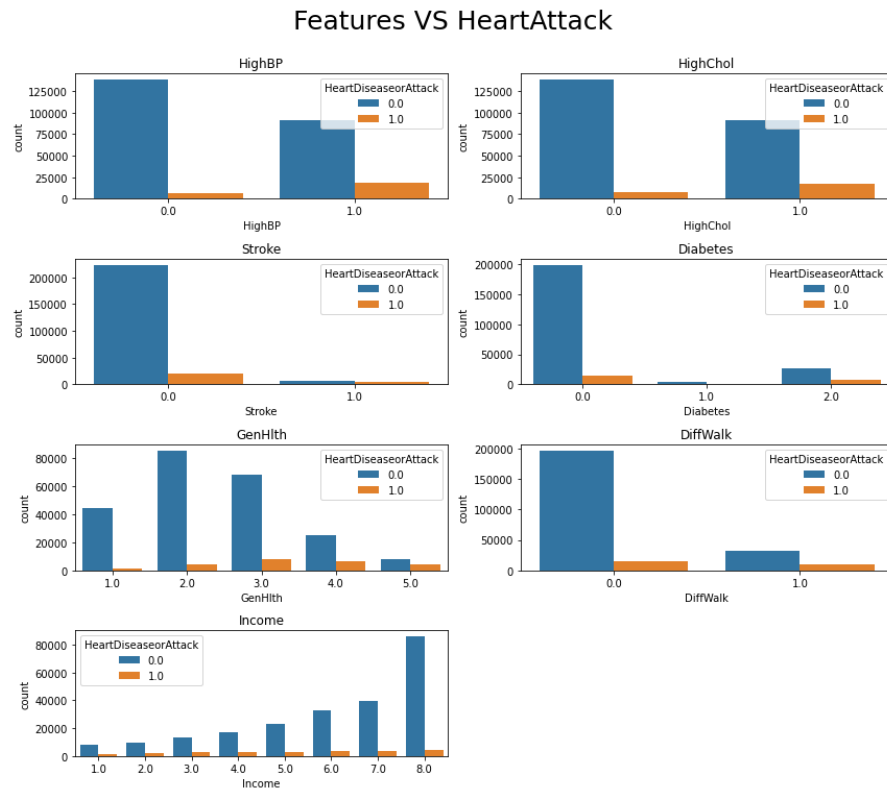 Features VS HeartAttack
HighBP
HeartDiseaseorAttack
0.0
1.0
125000
100000
75000
50000
25000
0
count
0.0 1.0
HighBP
HighChol
HeartDiseaseorAttack
0.0
1.0
125000
100000
75000
50000
25000
0
count
0.0 1.0
HighChol
Stroke
HeartDiseaseorAttack
0.0
1.0
200000
150000
100000
50000
0
count
0.0 1.0
Stroke
Diabetes
HeartDiseaseorAttack
0.0
1.0
200000
150000
100000
50000
0
count
0.0 1.0 2.0
Diabetes
GenHlth
HeartDiseaseorAttack
0.0
1.0
80000
60000
40000
20000
0
count
1.0 2.0 3.0 4.0 5.0
GenHlth
DiffWalk
HeartDiseaseorAttack
0.0
1.0
200000
150000
100000
50000
0
count
0.0 1.0
DiffWalk
Income
HeartDiseaseorAttack
0.0
1.0
80000
60000
40000
20000
0
count
1.0 2.0 3.0 4.0 5.0 6.0 7.0 8.0
Income